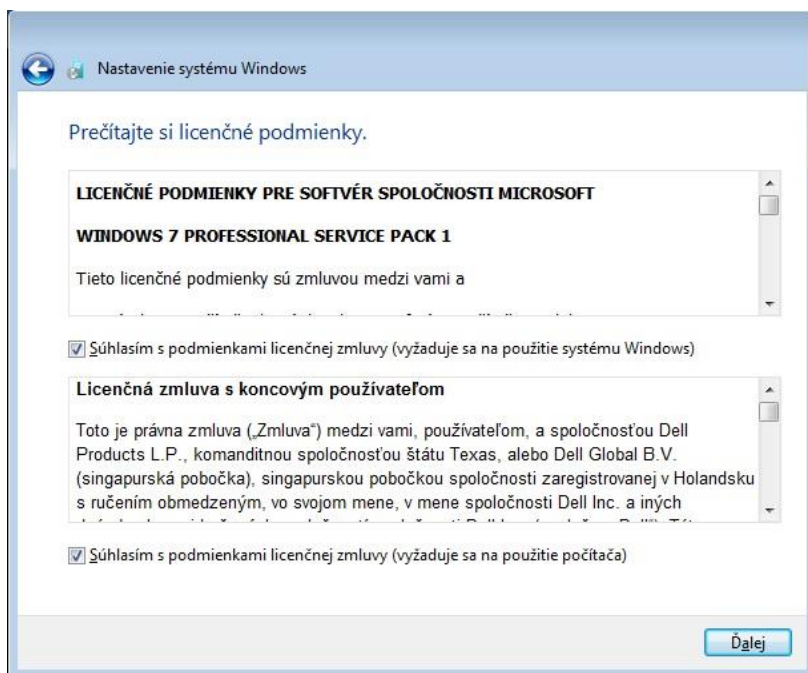 Nastavenie systému Windows
Prečítajte si licenčné podmienky.
LICENČNÉ PODMIENKY PRE SOFTVÉR SPOLOČNOSTI MICROSOFT
WINDOWS 7 PROFESSIONAL SERVICE PACK 1
Tieto licenčné podmienky sú zmluvou medzi vami a
Súhlasím s podmienkami licenčnej zmluvy (vyžaduje sa na použitie systému Windows)
Licenčná zmluva s koncovým používateľom
Toto je právna zmluva („Zmluva“) medzi vami, používateľom, a spoločnosťou Dell
Products L.P., komanditnou spoločnosťou štátu Texas, alebo Dell Global B.V.
(singapurská pobočka), singapurskou pobočkou spoločnosti zaregistrovanej v Holandsku
s ručením obmedzeným, vo svojom mene, v mene spoločnosti Dell Inc. a iných
Súhlasím s podmienkami licenčnej zmluvy (vyžaduje sa na použitie počítača)
Ďalej